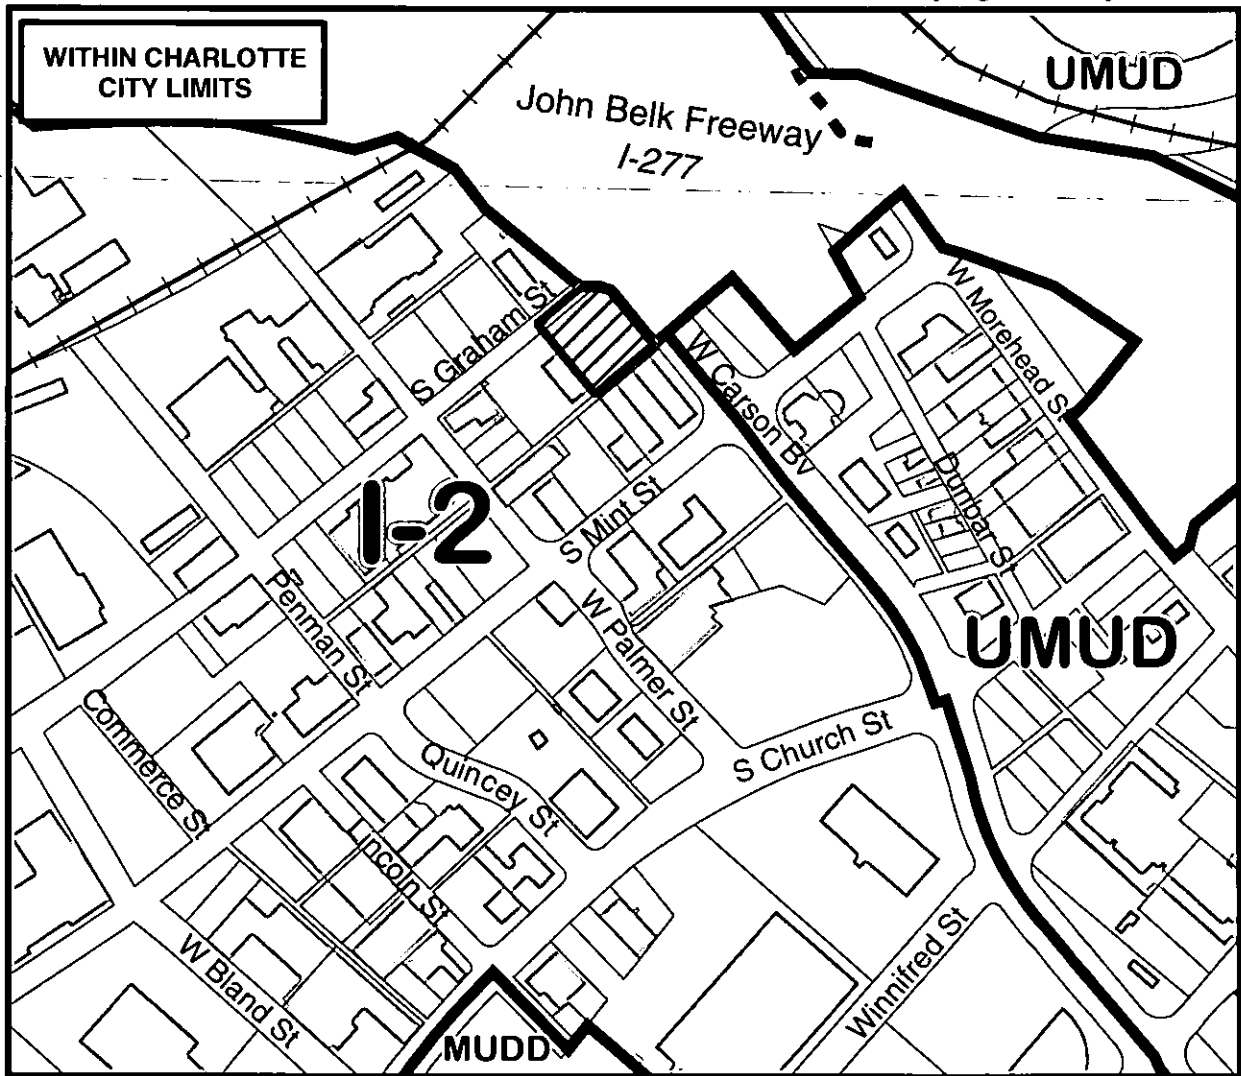 WITHIN CHARLOTTE
CITY LIMITS
UMUD
John Belk Freeway
I-277
S Graham St
W Morehead St
W Carson Bv
Dunbar St
I-2
S Mint St
Penman St
W Palmer St
UMUD
Commerce St
S Church St
Quincey St
incoln St
W Bland St
Winnifred St
MUDD